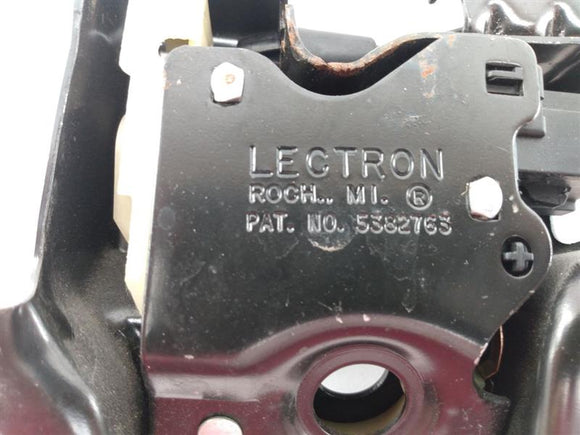 LECTRON
ROCH.. MI. ®
PAT. NO. 5382763